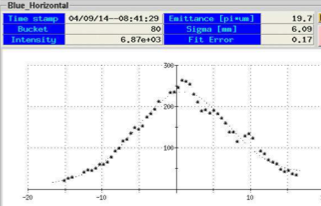 Blue_Horizontal
Time stamp 04/09/14--08:41:29 Emittance [pi*um] 19.7
Bucket 80 Sigma [mm] 6.09
Intensity 6.87e+03 Fit Error 0.17
300
200
100
-20 -10 0 10